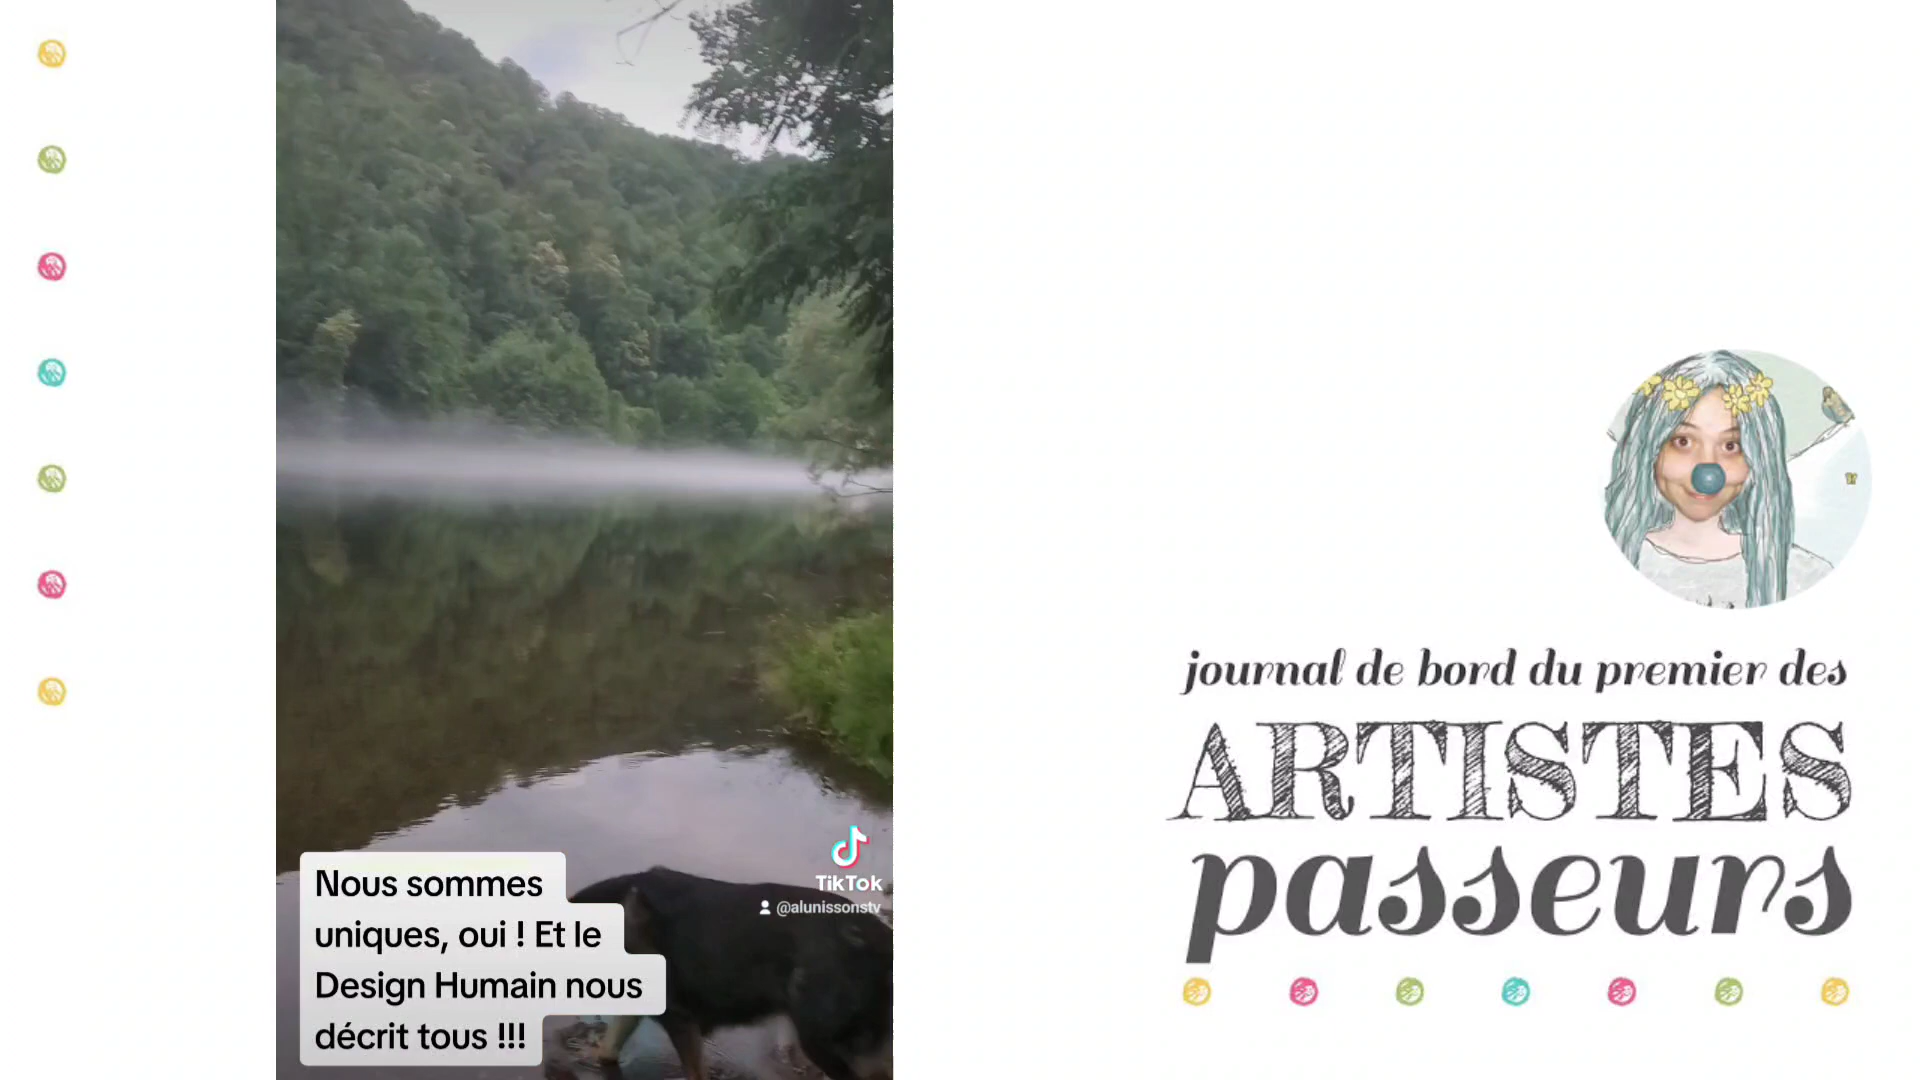 Nous sommes
uniques, oui ! Et le
Design Humain nous
décrit tous !!!
TikTok
@alunissonstv
journal de bord du premier des
ARTISTES
passeurs